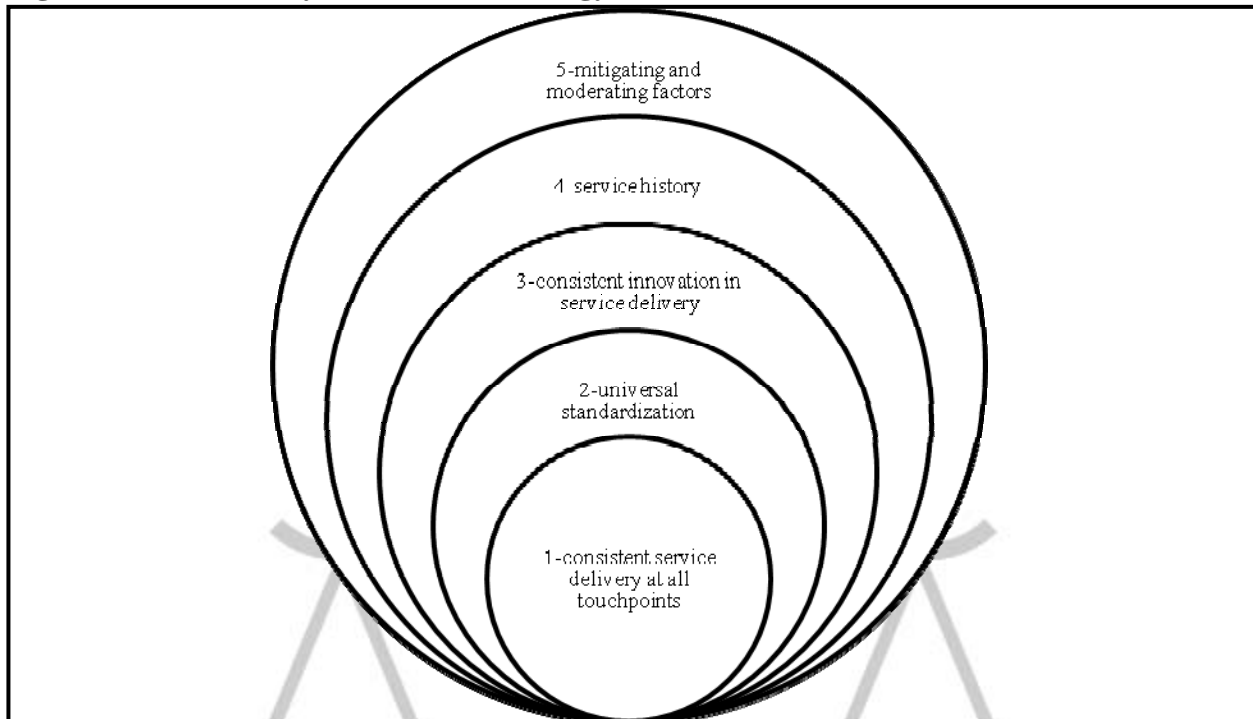 5-mitigating and
moderating factors
4 service history
3-consistent innovation in
service delivery
2-universal
standardization
1-consistent service
delivery at all
touchpoints